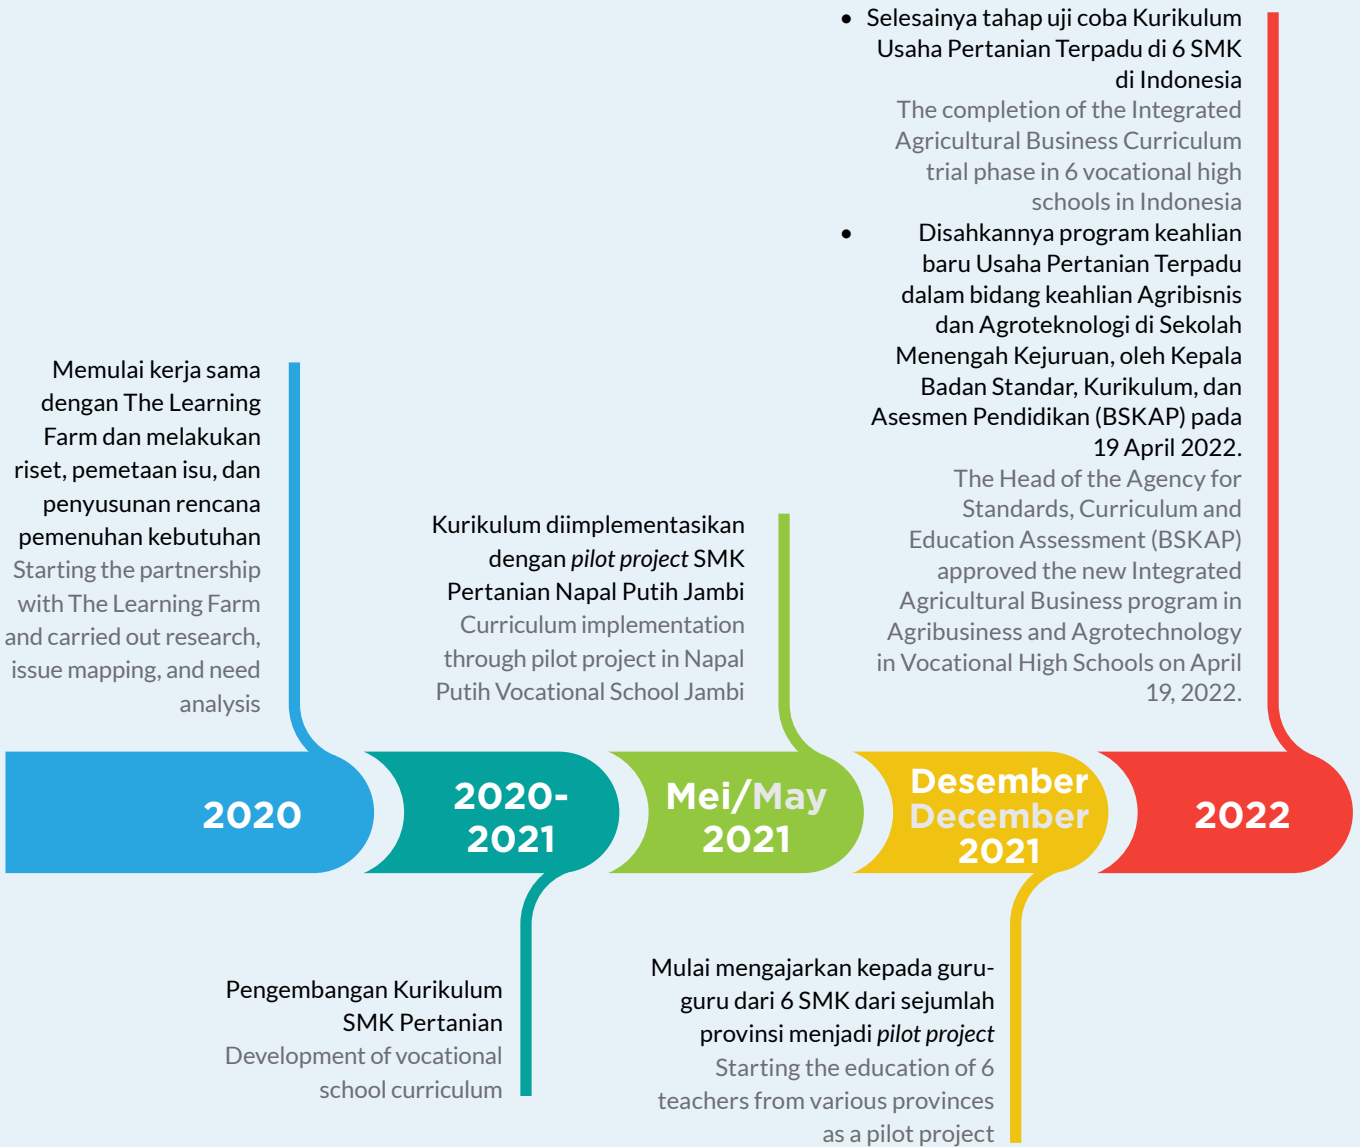 Memulai kerja sama
dengan The Learning
Farm dan melakukan
riset, pemetaan isu, dan
penyusunan rencana
pemenuhan kebutuhan
Starting the partnership
with The Learning Farm
and carried out research,
issue mapping, and need
analysis
2020
2020-
2021
Pengembangan Kurikulum
SMK Pertanian
Development of vocational
school curriculum
Kurikulum diimplementasikan
dengan pilot project SMK
Pertanian Napal Putih Jambi
Curriculum implementation
through pilot project in Napal
Putih Vocational School Jambi
Mei/May
2021
Desember
December
2021
Mulai mengajarkan kepada guru-
guru dari 6 SMK dari sejumlah
provinsi menjadi pilot project
Starting the education of 6
teachers from various provinces
as a pilot project
• Selesainya tahap uji coba Kurikulum
Usaha Pertanian Terpadu di 6 SMK
di Indonesia
The completion of the Integrated
Agricultural Business Curriculum
trial phase in 6 vocational high
schools in Indonesia
• Disahkannya program keahlian
baru Usaha Pertanian Terpadu
dalam bidang keahlian Agribisnis
dan Agroteknologi di Sekolah
Menengah Kejuruan, oleh Kepala
Badan Standar, Kurikulum, dan
Asesmen Pendidikan (BSKAP) pada
19 April 2022.
The Head of the Agency for
Standards, Curriculum and
Education Assessment (BSKAP)
approved the new Integrated
Agricultural Business program in
Agribusiness and Agrotechnology
in Vocational High Schools on April
19, 2022.
2022